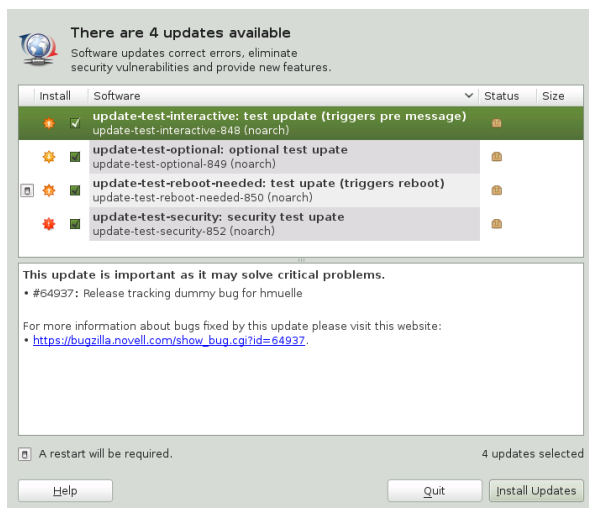 There are 4 updates available
Software updates correct errors, eliminate
security vulnerabilities and provide new features.
Install Software Status Size
update-test-interactive: test update (triggers pre message)
update-test-interactive-848 (noarch)
update-test-optional: optional test upate
update-test-optional-849 (noarch)
update-test-reboot-needed: test upate (triggers reboot)
update-test-reboot-needed-850 (noarch)
update-test-security: security test upate
update-test-security-852 (noarch)
This update is important as it may solve critical problems.
• #64937: Release tracking dummy bug for hmuelle
For more information about bugs fixed by this update please visit this website:
• https://bugzilla.novell.com/show_bug.cgi?id=64937.
A restart will be required. 4 updates selected
Help Quit Install Updates